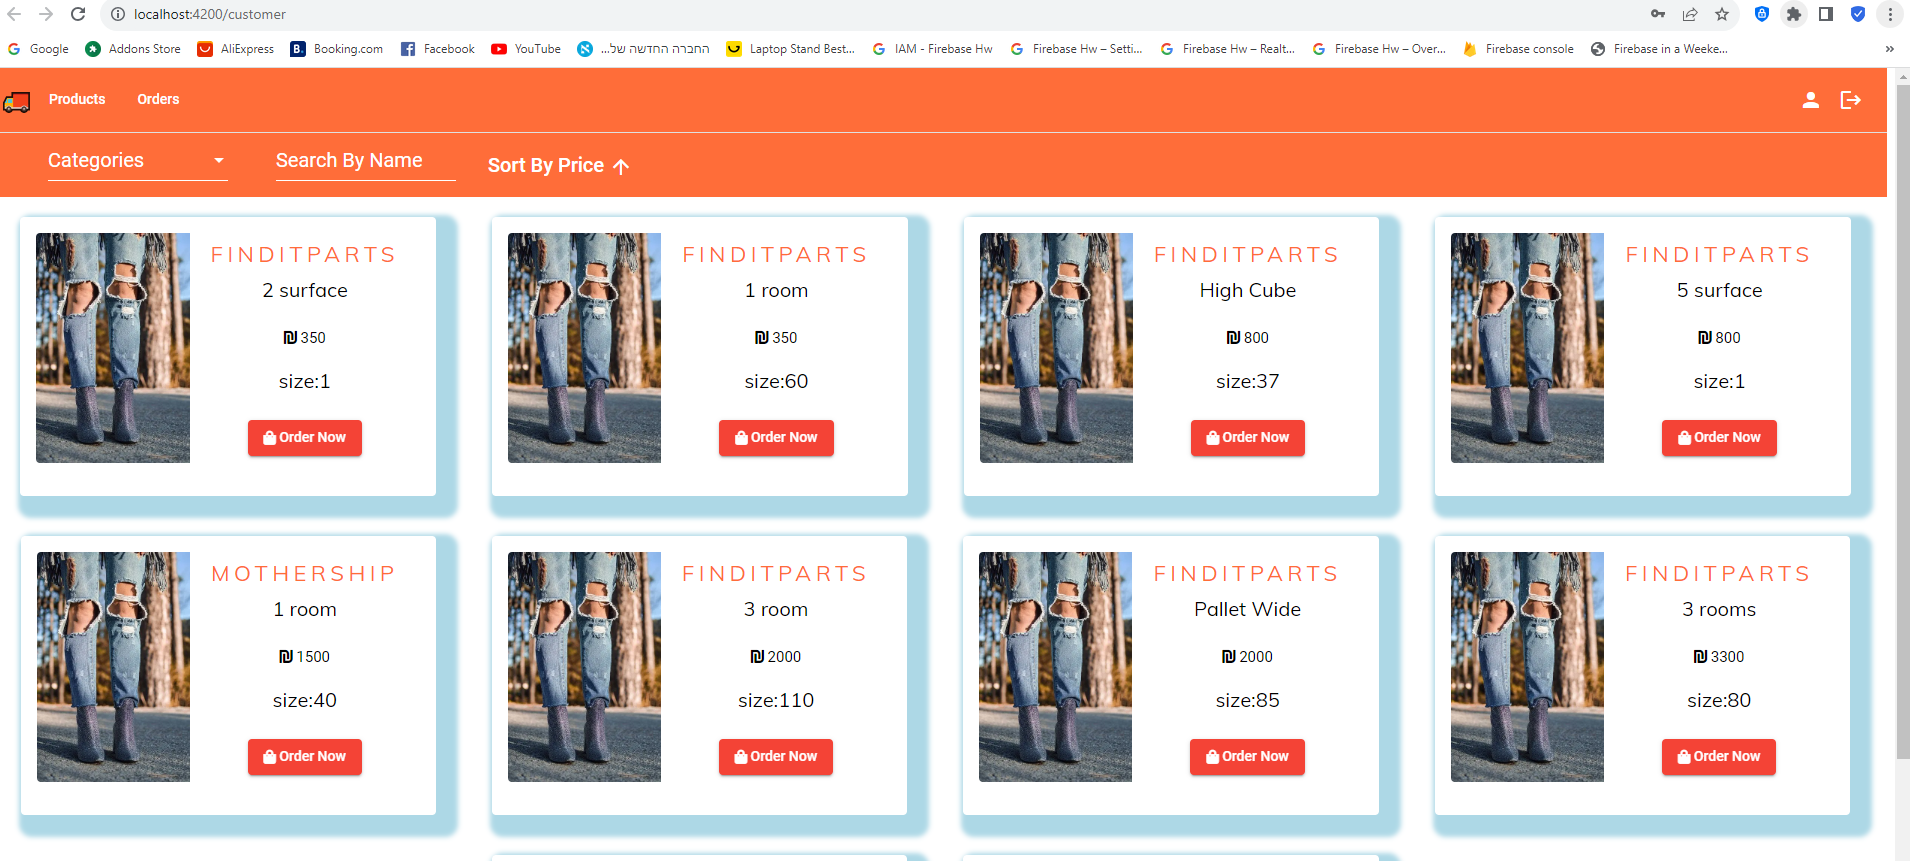 localhost:4200/customer
Google Addons Store AliExpress B. Booking.com Facebook YouTube ...החברה החדשה של Laptop Stand Best... IAM - Firebase Hw Firebase Hw – Setti... Firebase Hw – Realt... Firebase Hw – Over... Firebase console Firebase in a Weeke... »
Products Orders
Categories Search By Name Sort By Price
FINDITPARTS
2 surface
₪ 350
size:1
Order Now
FINDITPARTS
1 room
₪ 350
size:60
Order Now
FINDITPARTS
High Cube
₪ 800
size:37
Order Now
FINDITPARTS
5 surface
₪ 800
size:1
Order Now
MOTHERSHIP
1 room
₪ 1500
size:40
Order Now
FINDITPARTS
3 room
₪ 2000
size:110
Order Now
FINDITPARTS
Pallet Wide
₪ 2000
size:85
Order Now
FINDITPARTS
3 rooms
₪ 3300
size:80
Order Now